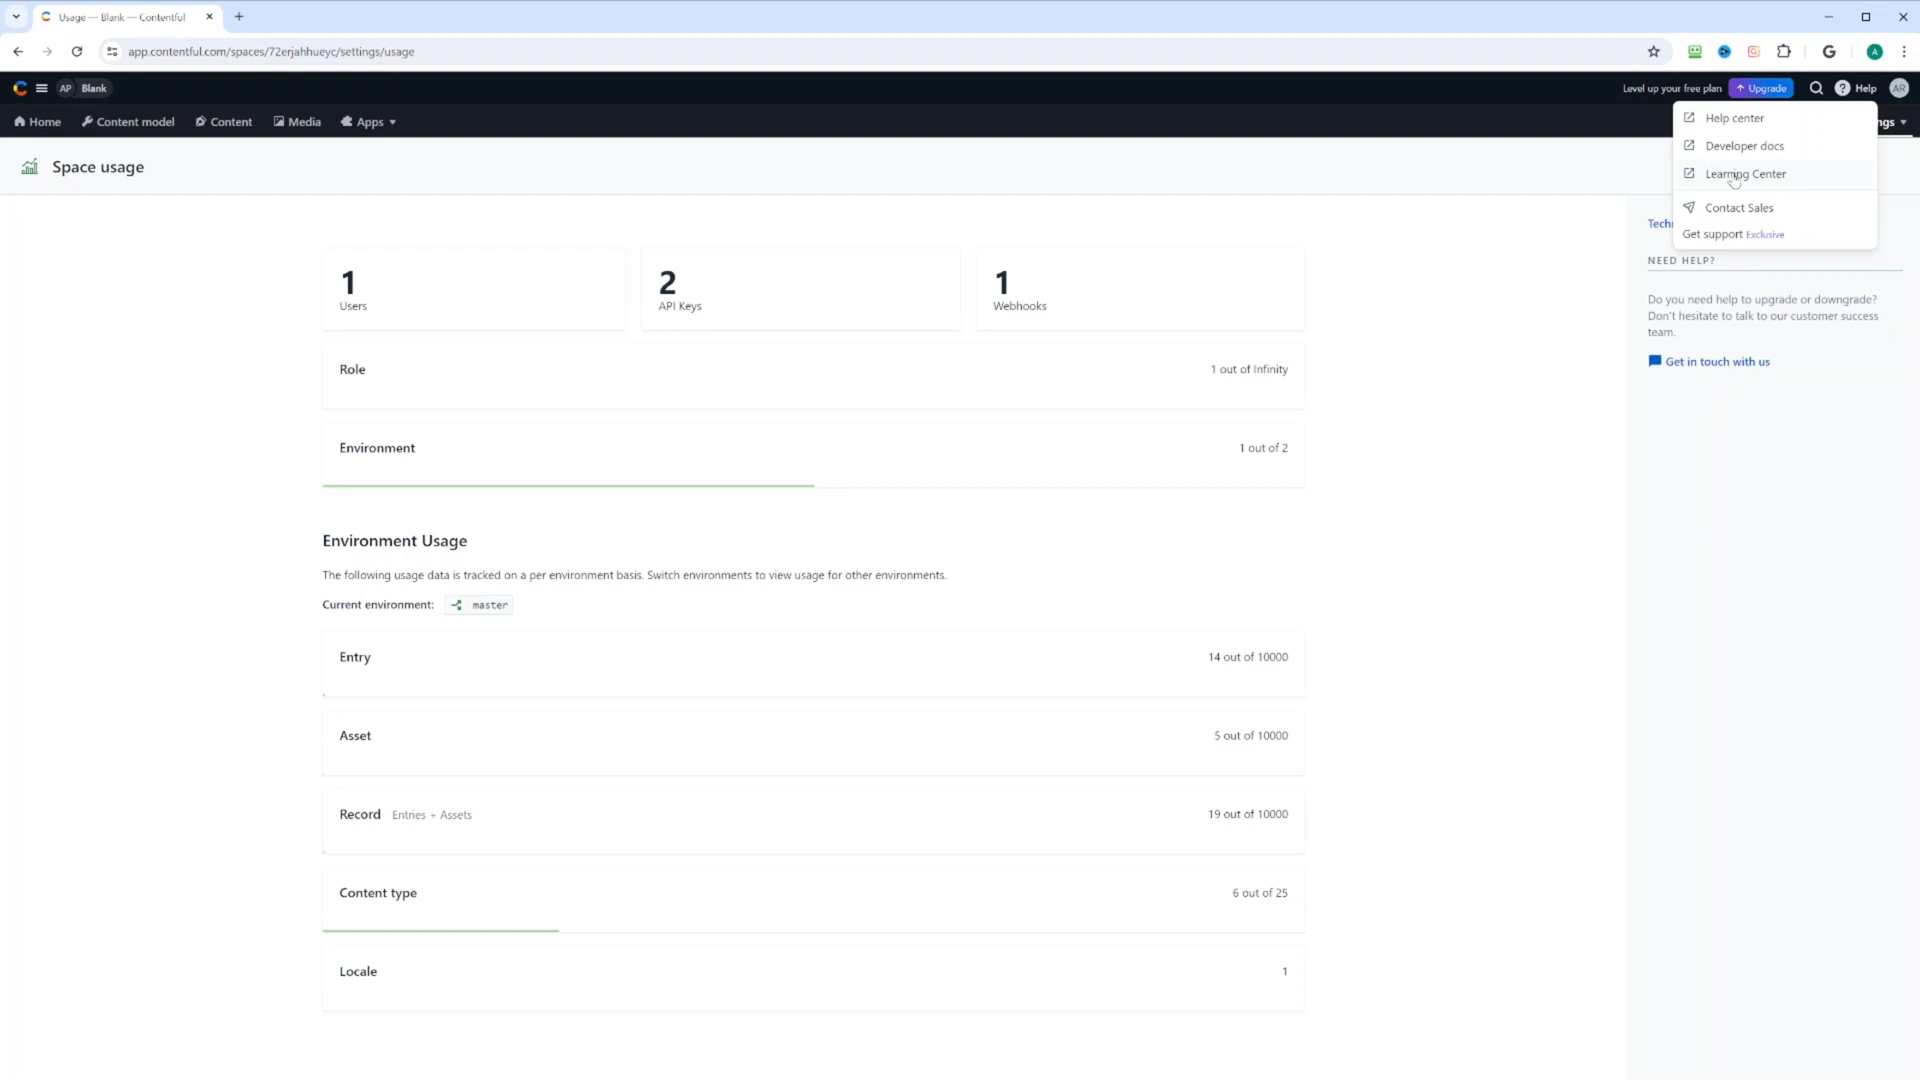 Usage — Blank — Contentful
app.contentful.com/spaces/72erjahhueyc/settings/usage
A
AP Blank
Level up your free plan Upgrade Help AR
Home Content model Content Media Apps ngs
Help center
Developer docs
Learning Center
Contact Sales
Get support Exclusive
Space usage
1
Users
2
API Keys
1
Webhooks
Role 1 out of Infinity
Environment 1 out of 2
Environment Usage
The following usage data is tracked on a per environment basis. Switch environments to view usage for other environments.
Current environment: master
Entry 14 out of 10000
Asset 5 out of 10000
Record Entries + Assets 19 out of 10000
Content type 6 out of 25
Locale 1
Tech
NEED HELP?
Do you need help to upgrade or downgrade?
Don't hesitate to talk to our customer success
team.
Get in touch with us